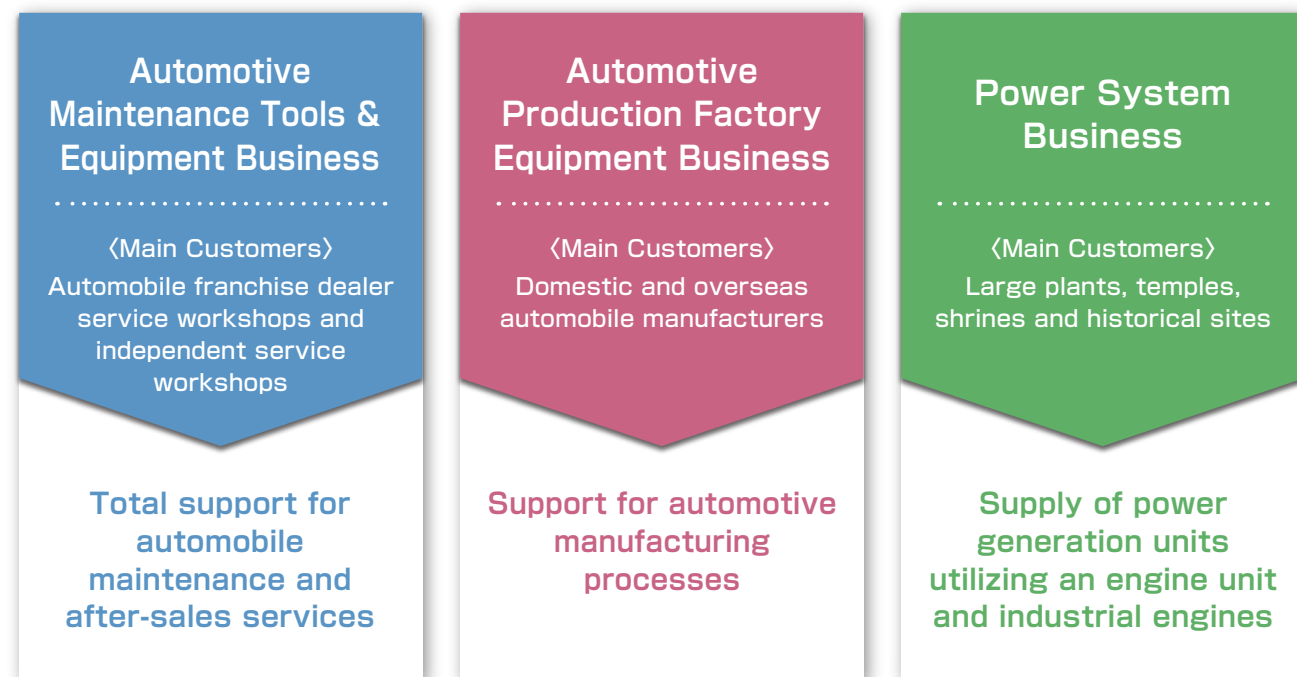 Automotive
Maintenance Tools &
Equipment Business
〈Main Customers〉
Automobile franchise dealer
service workshops and
independent service
workshops
Total support for
automobile
maintenance and
after-sales services
Automotive
Production Factory
Equipment Business
〈Main Customers〉
Domestic and overseas
automobile manufacturers
Support for automotive
manufacturing
processes
Power System
Business
〈Main Customers〉
Large plants, temples,
shrines and historical sites
Supply of power
generation units
utilizing an engine unit
and industrial engines